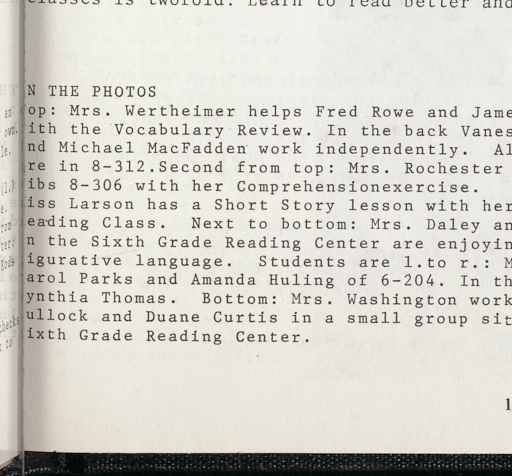 classes is twofold. Learn to read better and
N THE PHOTOS
op: Mrs. Wertheimer helps Fred Rowe and Jame
ith the Vocabulary Review. In the back Vanes
nd Michael MacFadden work independently. Al
re in 8-312.Second from top: Mrs. Rochester
ibs 8-306 with her Comprehensionexercise.
iss Larson has a Short Story lesson with her
eading Class. Next to bottom: Mrs. Daley an
n the Sixth Grade Reading Center are enjoyin
igurative language. Students are l.to r.: M
arol Parks and Amanda Huling of 6-204. In th
ynthia Thomas. Bottom: Mrs. Washington work
ullock and Duane Curtis in a small group sit
ixth Grade Reading Center.
1